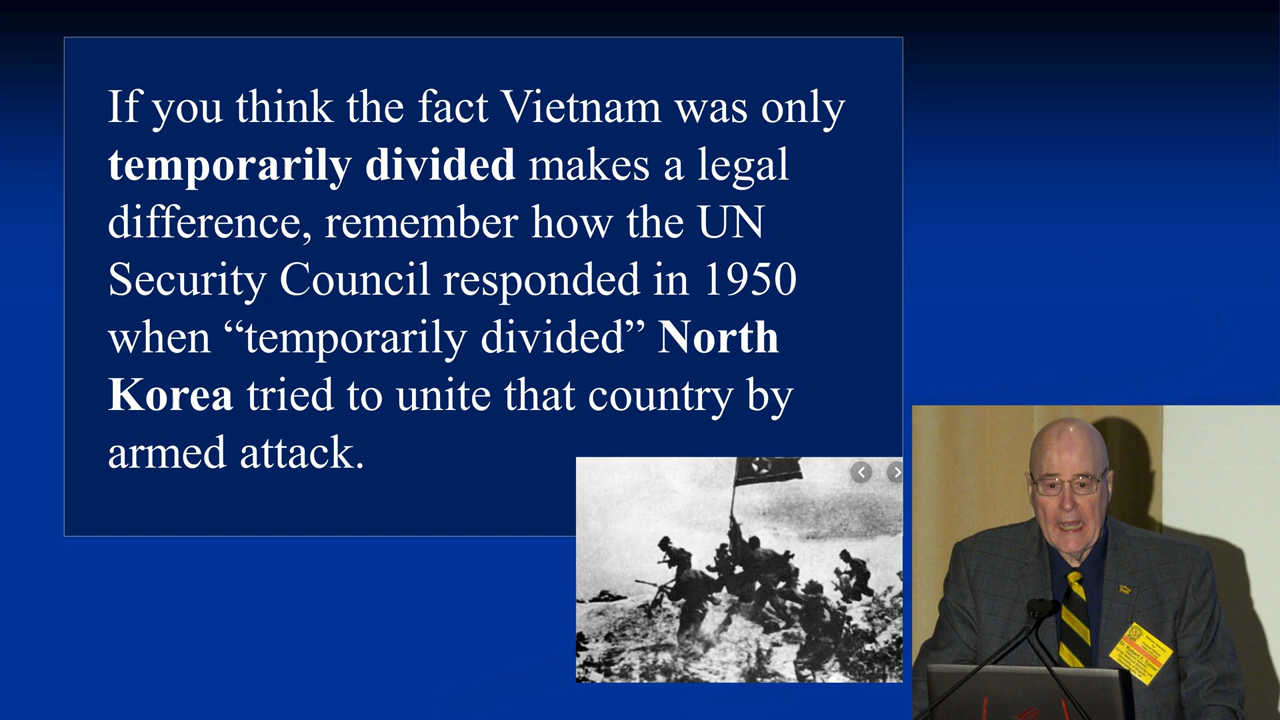 If you think the fact Vietnam was only
temporarily divided makes a legal
difference, remember how the UN
Security Council responded in 1950
when “temporarily divided” North
Korea tried to unite that country by
armed attack.